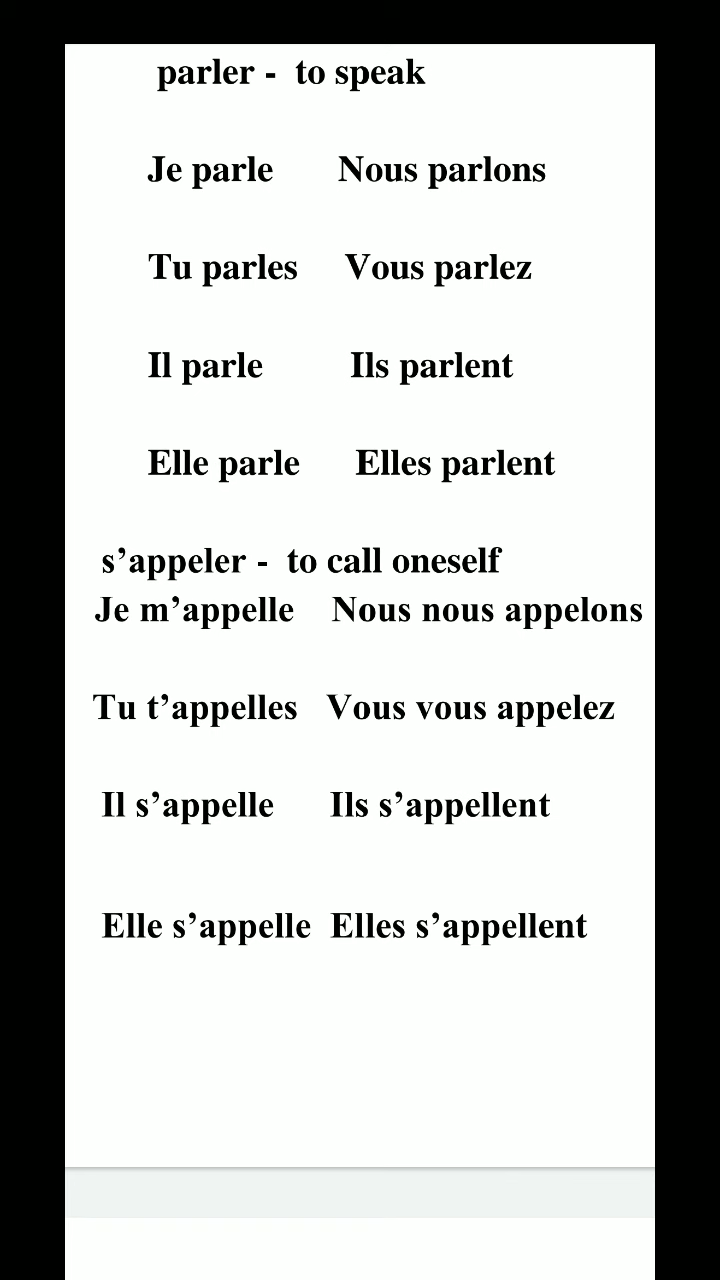 parler - to speak
Je parle Nous parlons
Tu parles Vous parlez
Il parle Ils parlent
Elle parle Elles parlent
s’appeler - to call oneself
Je m’appelle Nous nous appelons
Tu t’appelles Vous vous appelez
Il s’appelle Ils s’appellent
Elle s’appelle Elles s’appellent